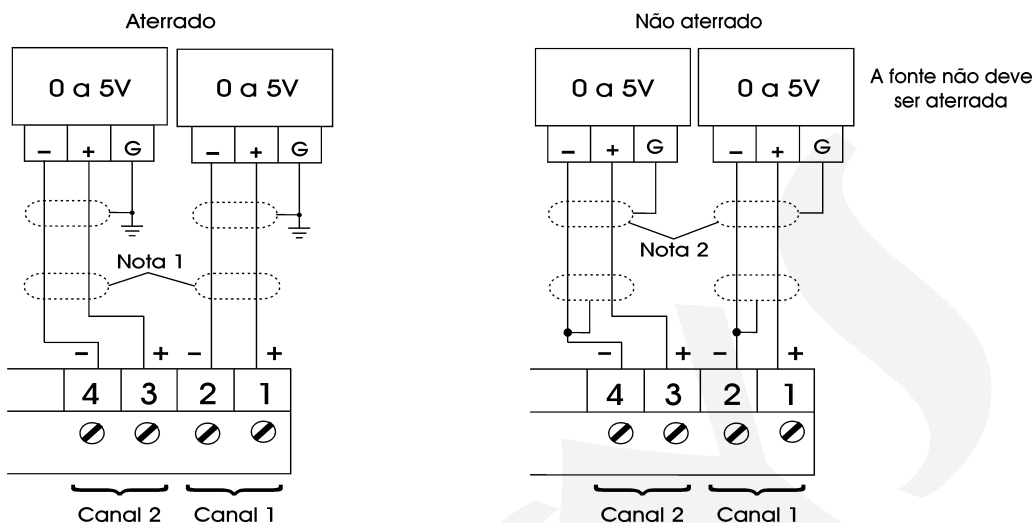 Aterrado
0 a 5V
0 a 5V
– + G
– + G
Nota 1
– + – +
4 3 2 1
Canal 2 Canal 1
Não aterrado
0 a 5V
0 a 5V
A fonte não deve
ser aterrada
– + G
– + G
Nota 2
– + – +
4 3 2 1
Canal 2 Canal 1